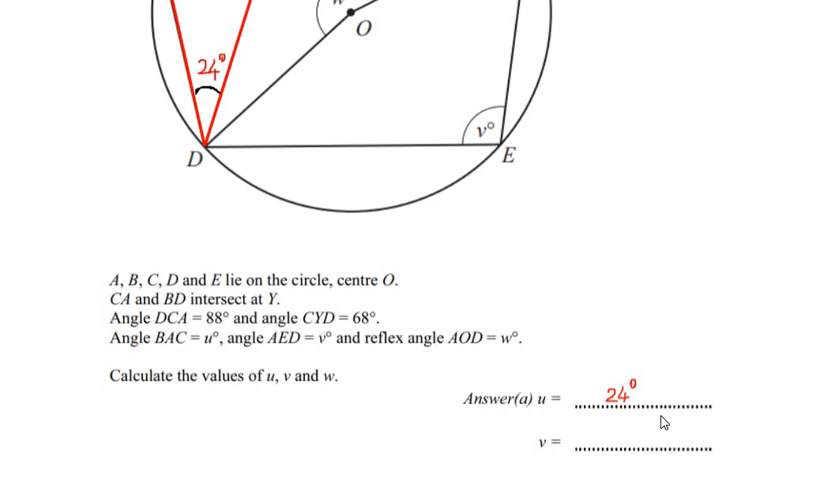 w
O
24°
v°
D
E
A, B, C, D and E lie on the circle, centre O.
CA and BD intersect at Y.
Angle DCA = 88° and angle CYD = 68°.
Angle BAC = u°, angle AED = v° and reflex angle AOD = w°.
Calculate the values of u, v and w.
Answer(a) u = 24°
v =